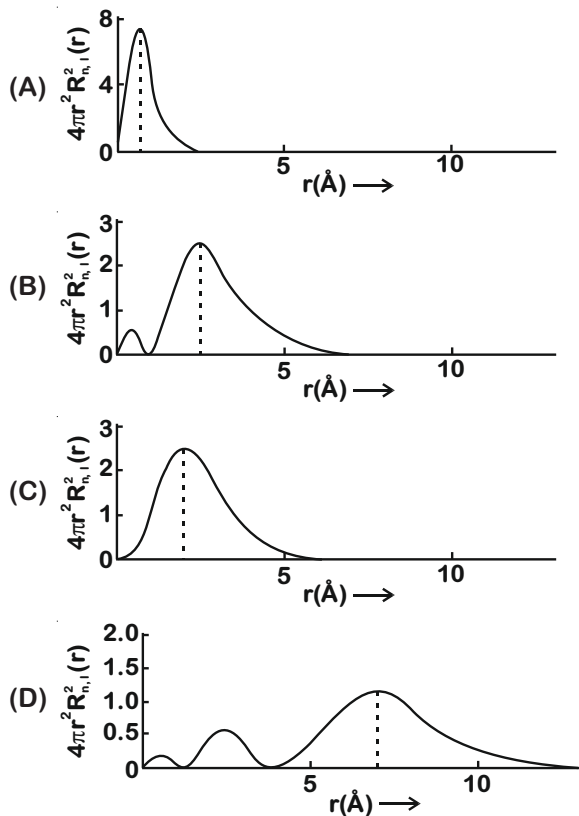 (A)
4πr²R²ₙ,ₗ(r)
8
4
0
5
10
r(Å) →
(B)
4πr²R²ₙ,ₗ(r)
3
2
1
0
5
10
r(Å) →
(C)
4πr²R²ₙ,ₗ(r)
3
2
1
0
5
10
r(Å) →
(D)
4πr²R²ₙ,ₗ(r)
2.0
1.5
1.0
0.5
0
5
10
r(Å) →